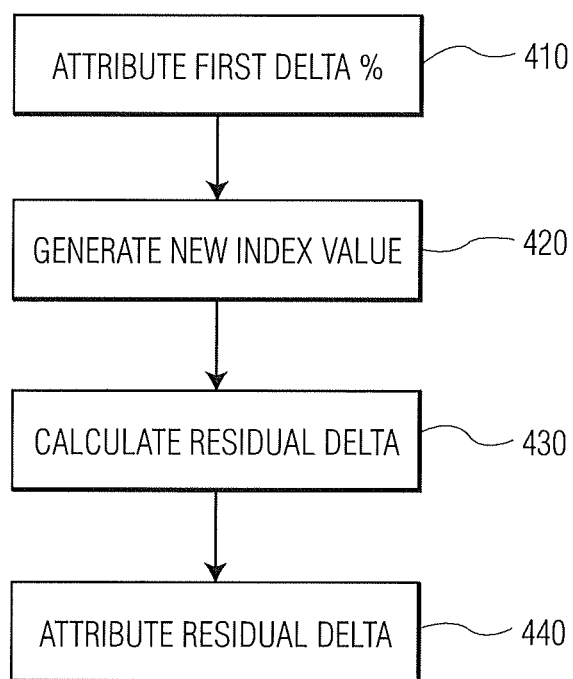 ATTRIBUTE FIRST DELTA % 410
GENERATE NEW INDEX VALUE 420
CALCULATE RESIDUAL DELTA 430
ATTRIBUTE RESIDUAL DELTA 440